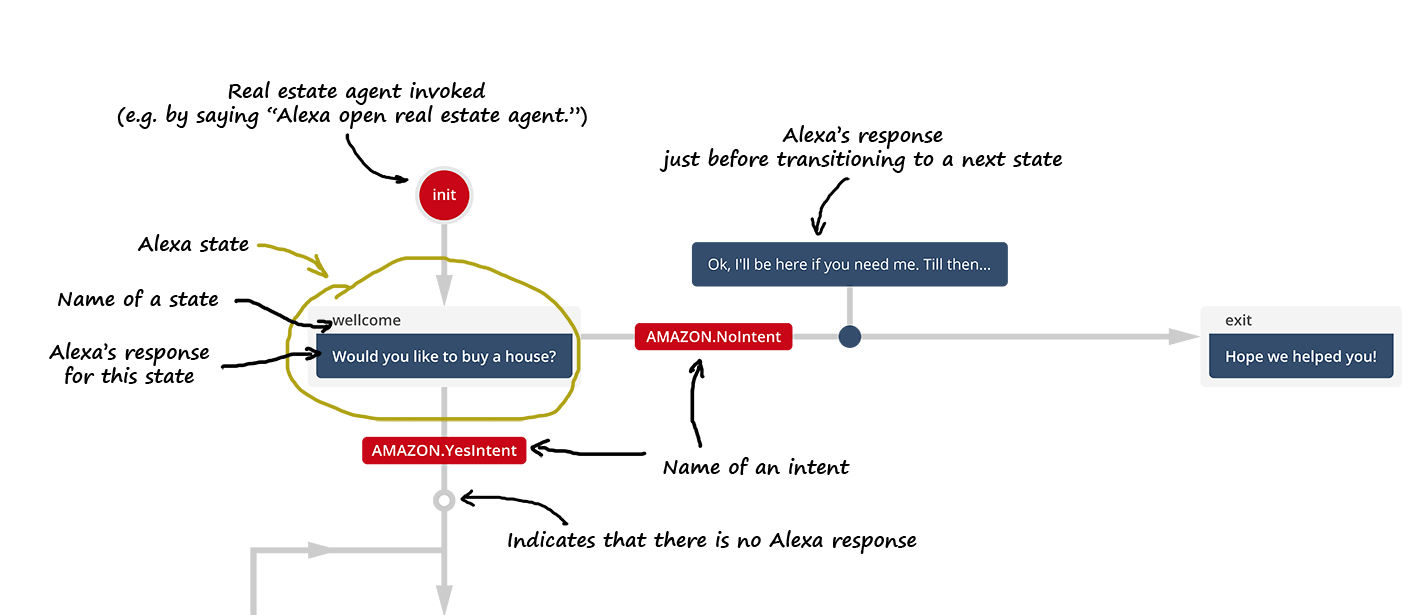 Real estate agent invoked
(e.g. by saying “Alexa open real estate agent.”)
Alexa's response
just before transitioning to a next state
init
Alexa state
Ok, I'll be here if you need me. Till then...
Name of a state
wellcome
AMAZON.NoIntent
exit
Alexa's response
for this state
Would you like to buy a house?
Hope we helped you!
AMAZON.YesIntent
Name of an intent
Indicates that there is no Alexa response